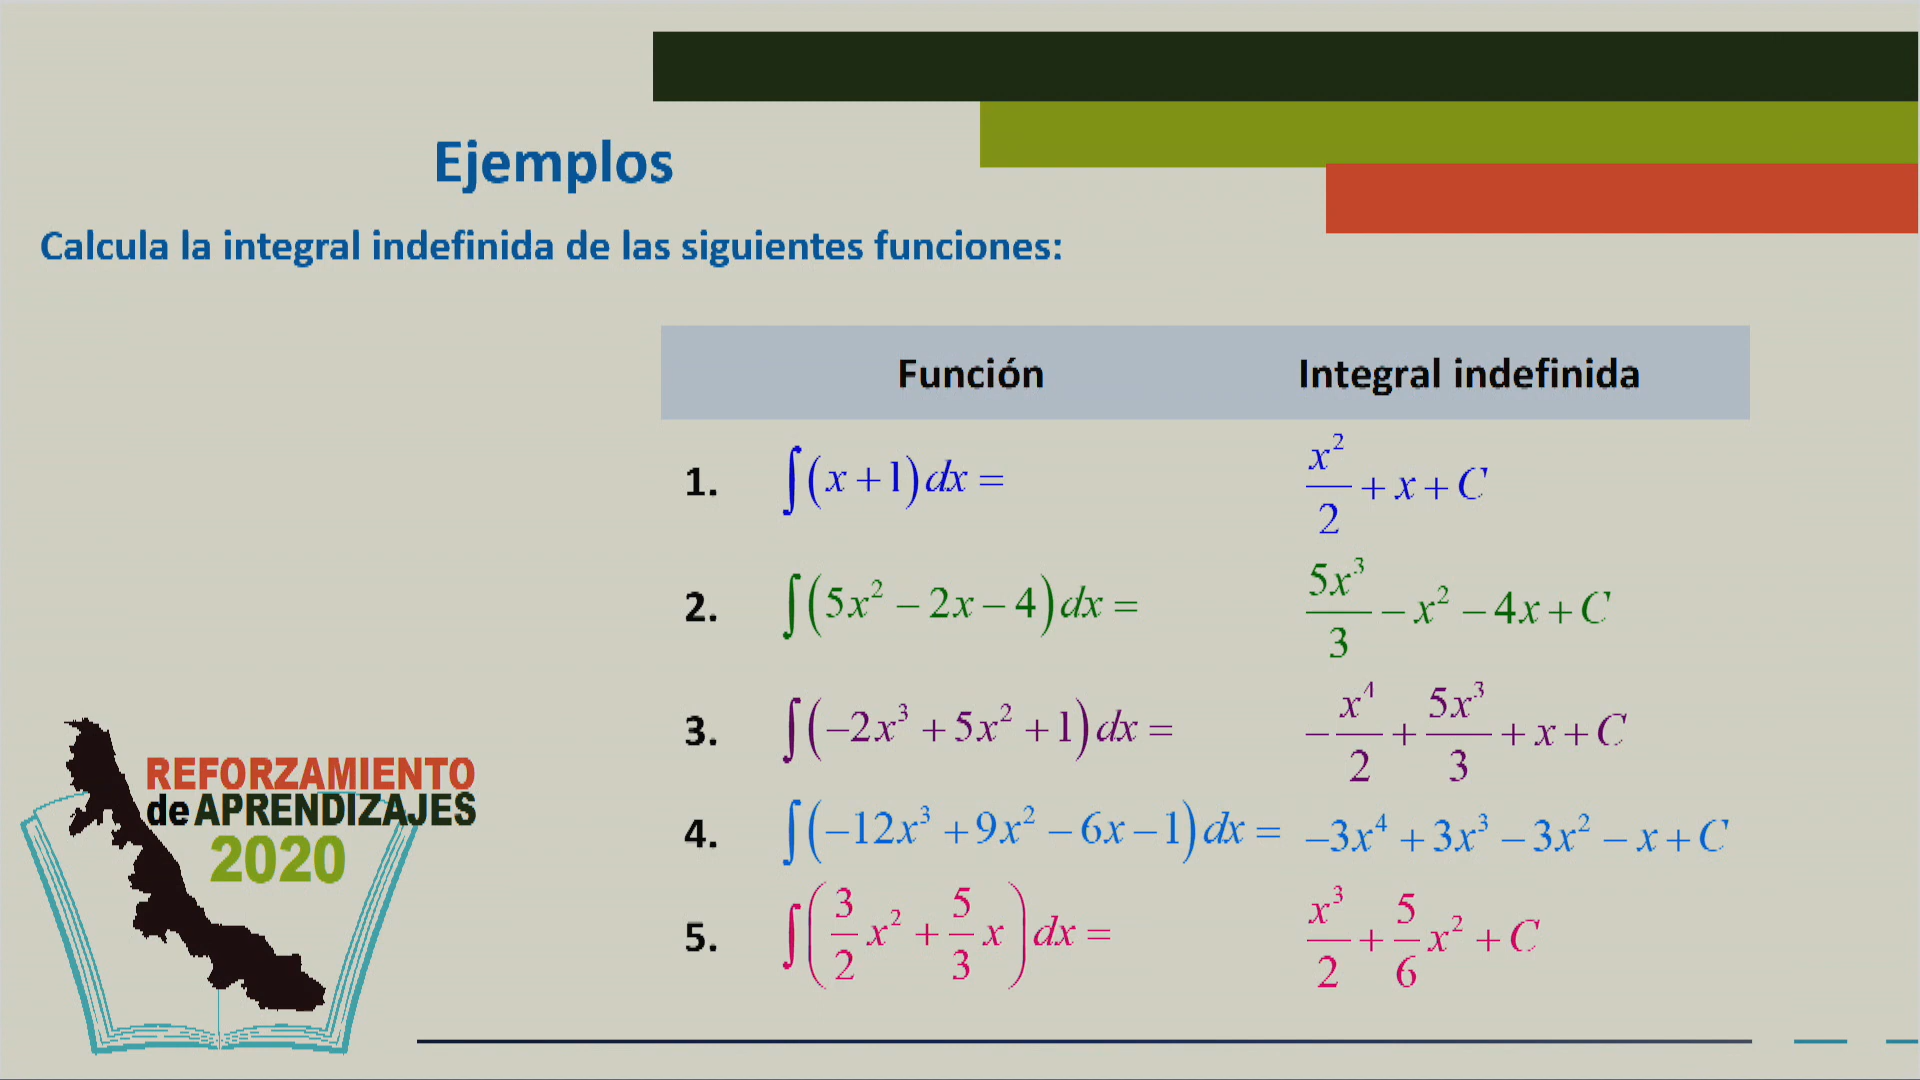 Ejemplos
Calcula la integral indefinida de las siguientes funciones:
Función Integral indefinida
1. ∫(x+1)dx = x²/2 + x + C
2. ∫(5x² − 2x − 4)dx = 5x³/3 − x² − 4x + C
3. ∫(−2x³ + 5x² + 1)dx = −x⁴/2 + 5x³/3 + x + C
4. ∫(−12x³ + 9x² − 6x − 1)dx = −3x⁴ + 3x³ − 3x² − x + C
5. ∫(3/2 x² + 5/3 x)dx = x³/2 + 5/6 x² + C
REFORZAMIENTO
de APRENDIZAJES
2020